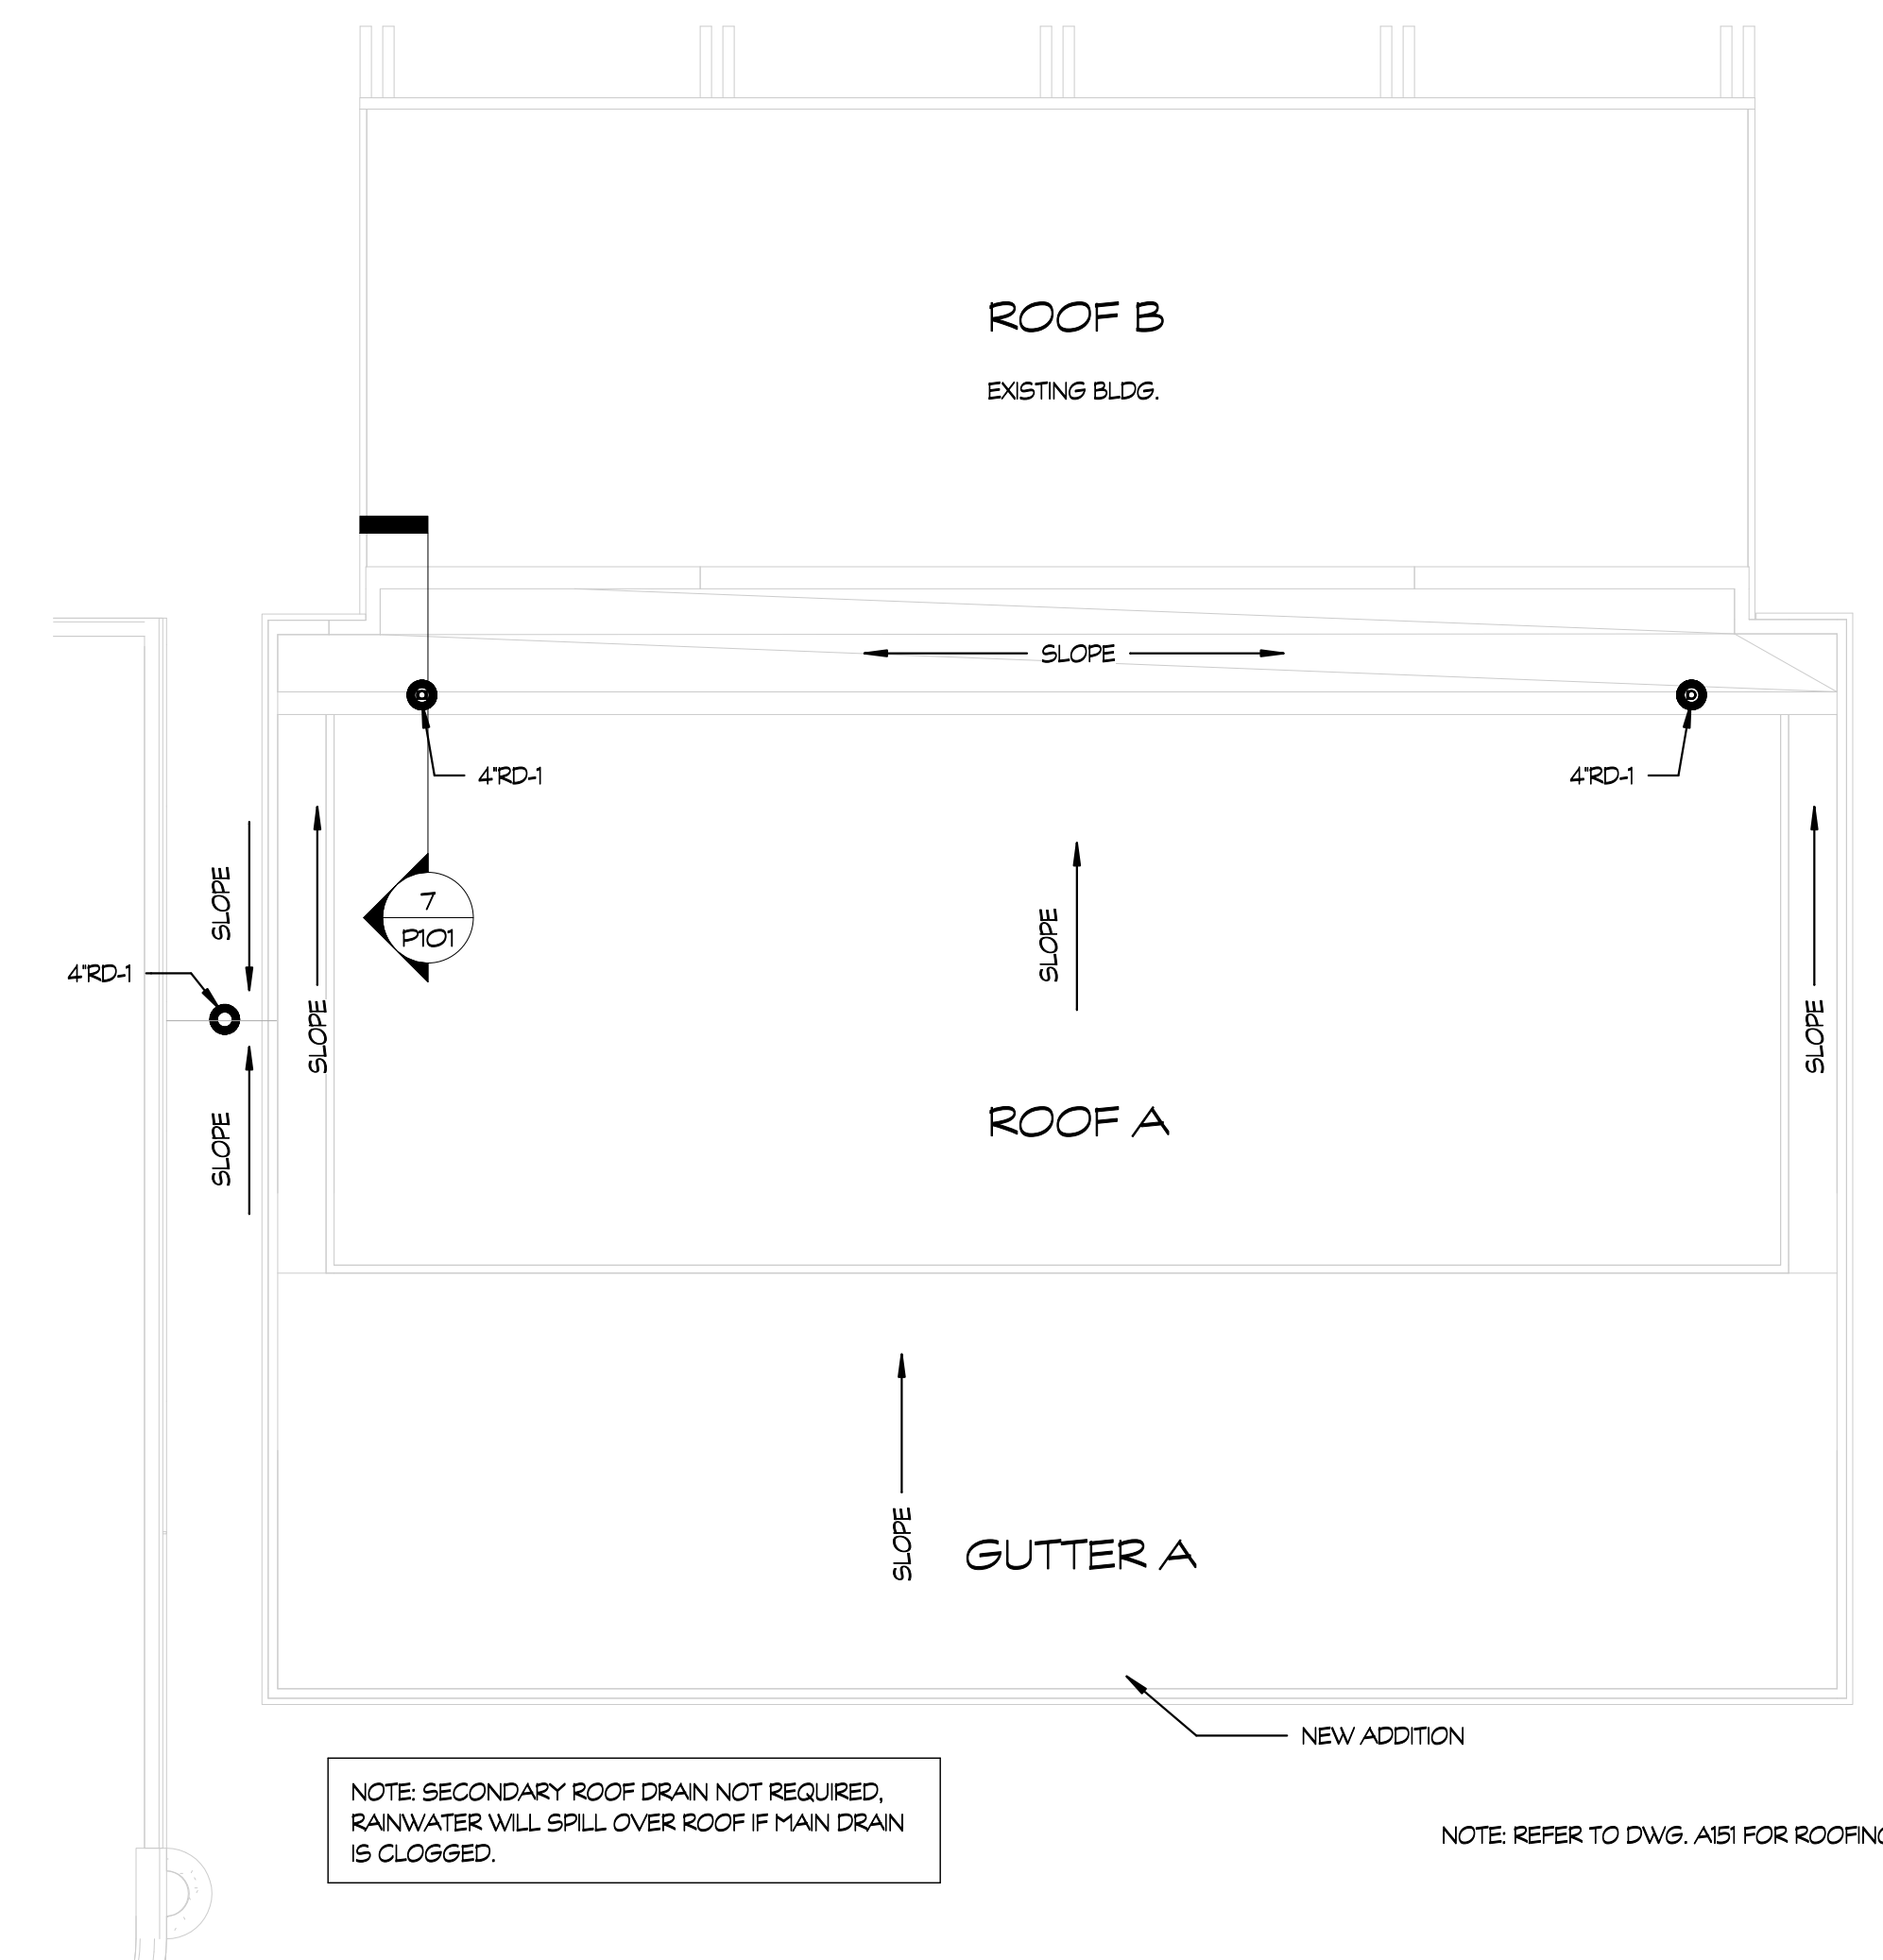 ROOF B
EXISTING BLDG.
SLOPE
4"RD-1
4"RD-1
SLOPE
7
P101
SLOPE
4"RD-1
SLOPE
SLOPE
SLOPE
ROOF A
SLOPE
SLOPE
GUTTER A
NEW ADDITION
NOTE: SECONDARY ROOF DRAIN NOT REQUIRED,
RAINWATER WILL SPILL OVER ROOF IF MAIN DRAIN
IS CLOGGED.
NOTE: REFER TO DWG. A151 FOR ROOFING